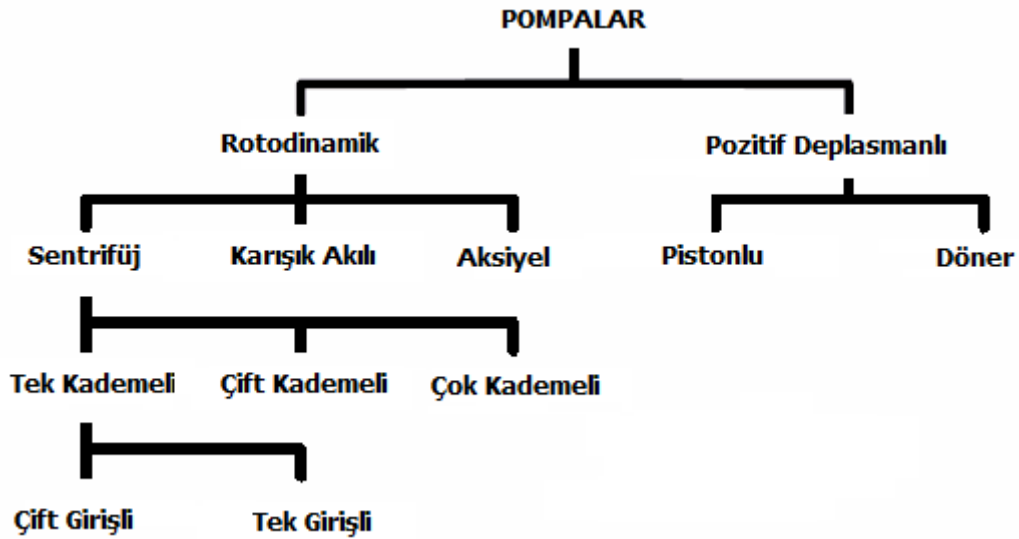 POMPALAR
Rotodinamik
Pozitif Deplasmanlı
Sentrifüj
Karışık Akılı
Aksiyel
Pistonlu
Döner
Tek Kademeli
Çift Kademeli
Çok Kademeli
Çift Girişli
Tek Girişli